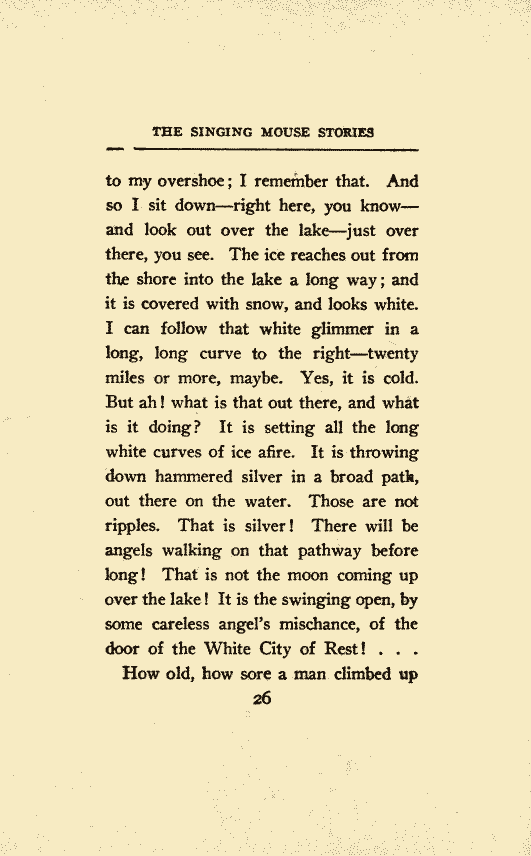 THE SINGING MOUSE STORIES
to my overshoe; I remember that. And
so I sit down—right here, you know—
and look out over the lake—just over
there, you see. The ice reaches out from
the shore into the lake a long way; and
it is covered with snow, and looks white.
I can follow that white glimmer in a
long, long curve to the right—twenty
miles or more, maybe. Yes, it is cold.
But ah! what is that out there, and what
is it doing? It is setting all the long
white curves of ice afire. It is throwing
down hammered silver in a broad path,
out there on the water. Those are not
ripples. That is silver! There will be
angels walking on that pathway before
long! That is not the moon coming up
over the lake! It is the swinging open, by
some careless angel's mischance, of the
door of the White City of Rest! . . .
How old, how sore a man climbed up
26